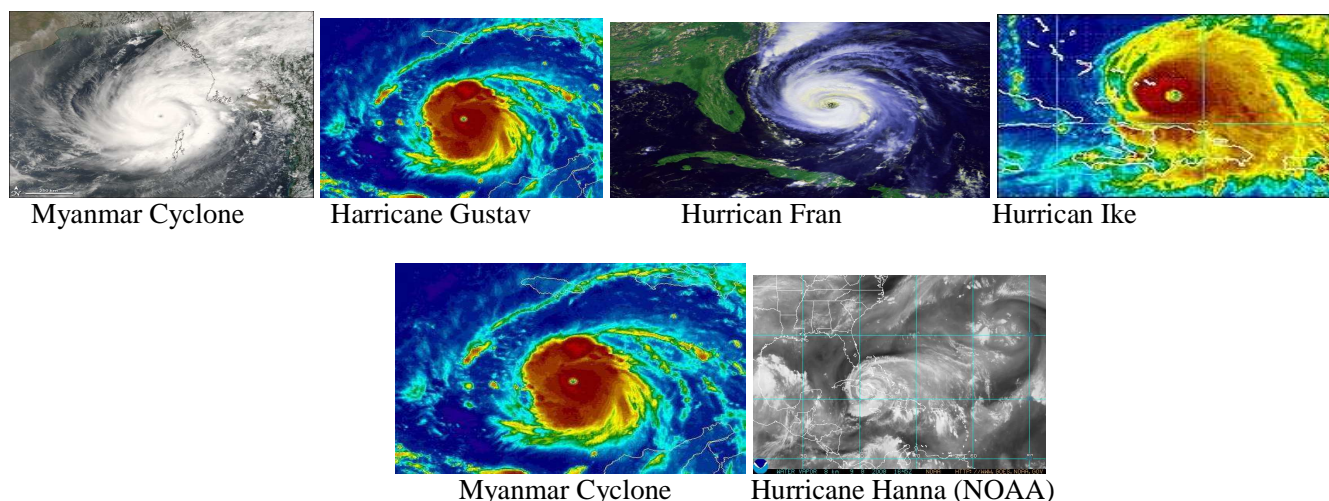 Myanmar Cyclone
Harricane Gustav
Hurrican Fran
Hurrican Ike
Myanmar Cyclone
Hurricane Hanna (NOAA)